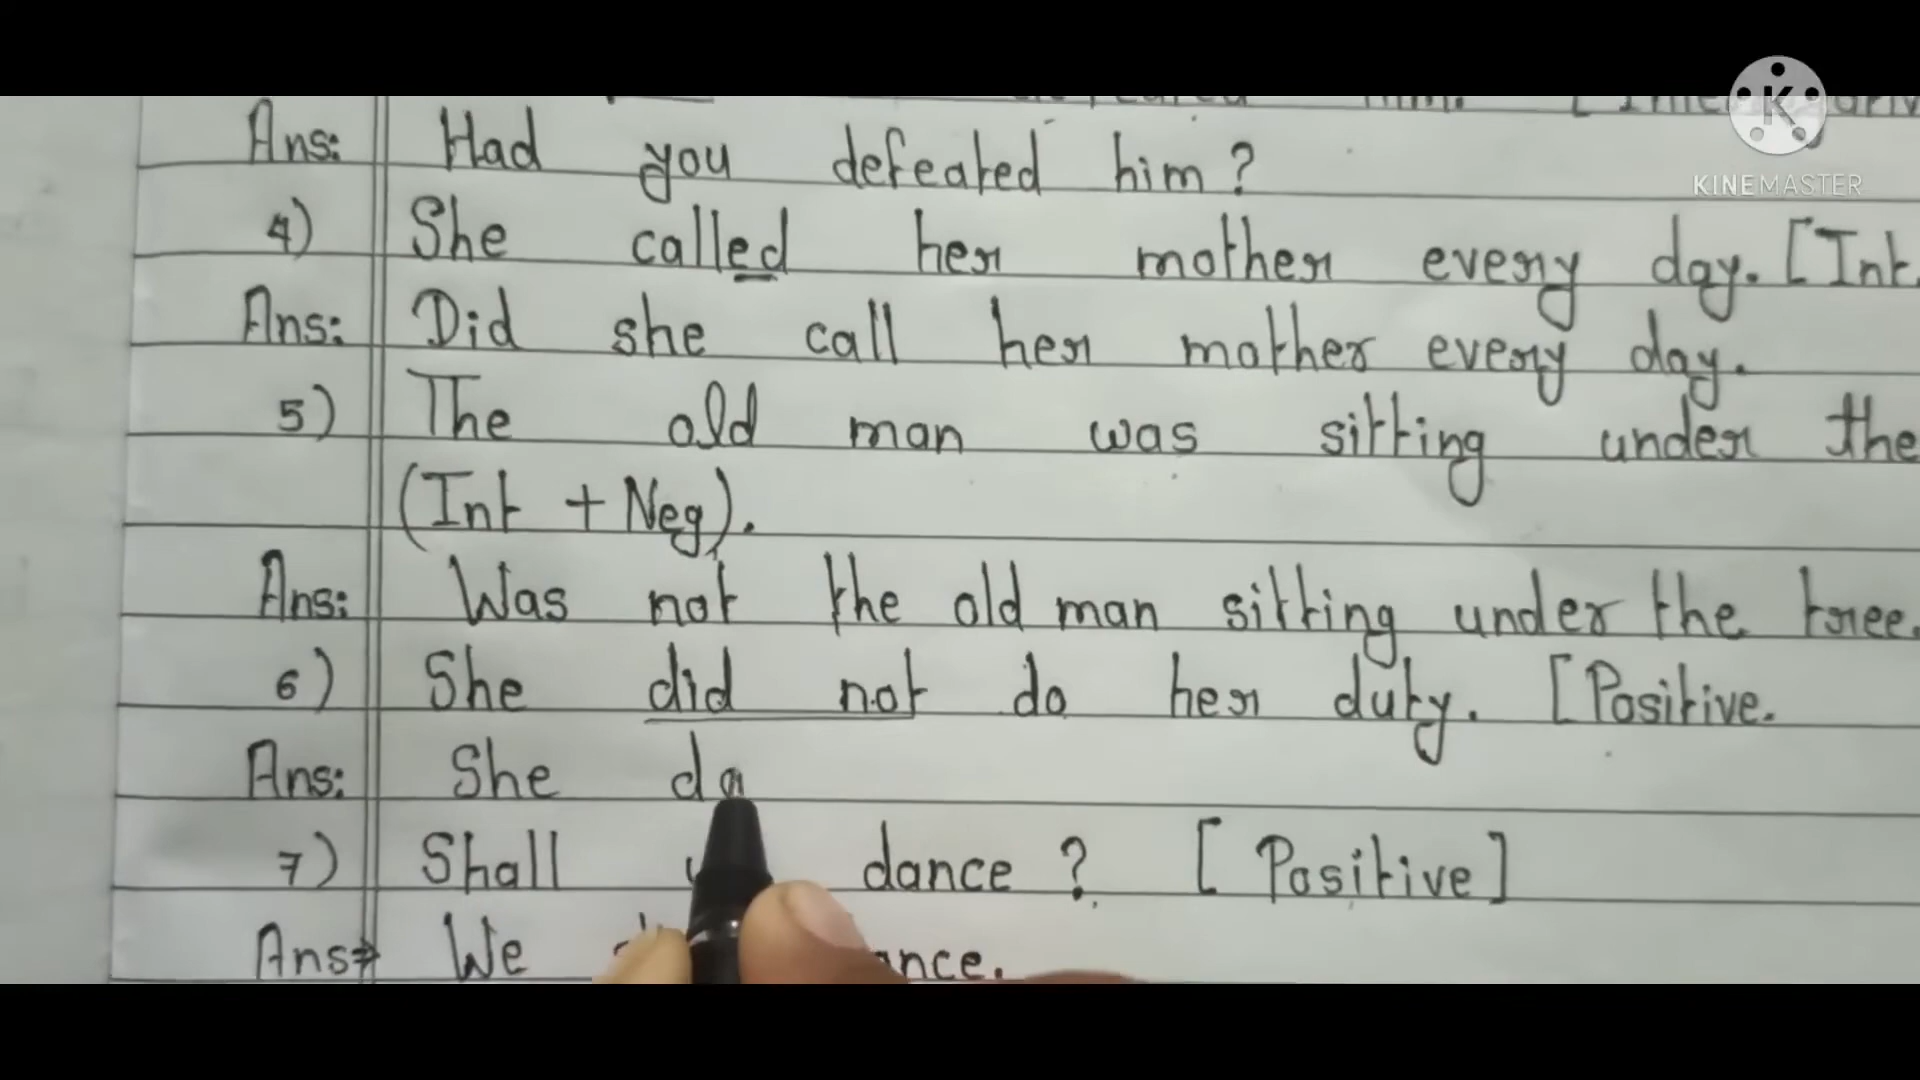 Ans: Had you defeated him?
4) She called her mother every day. [Int.
Ans: Did she call her mother every day.
5) The old man was sitting under the
(Int + Neg).
Ans: Was not the old man sitting under the tree.
6) She did not do her duty. [Positive.
Ans: She do
7) Shall dance? [Positive]
Ans⇒ We
KINEMASTER